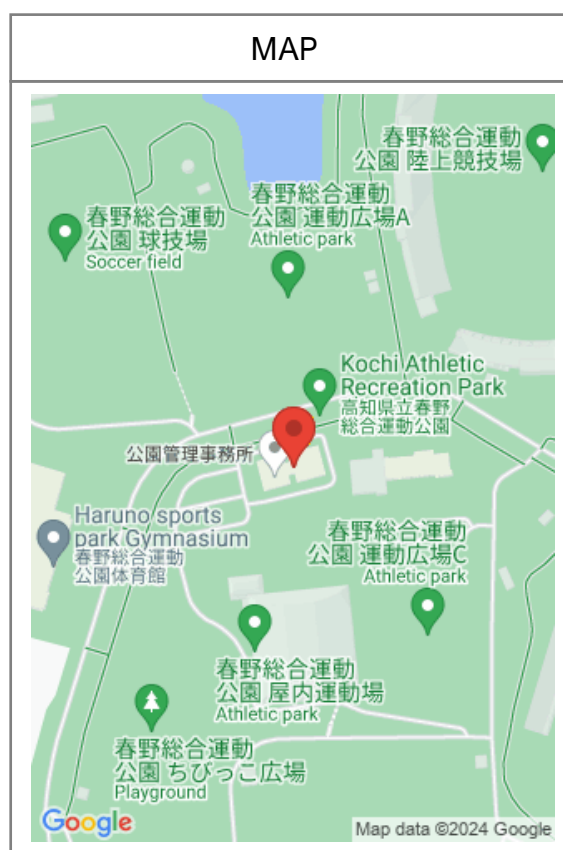 MAP
春野総合運動
公園 陸上競技場
春野総合運動
公園 運動広場A
Athletic park
春野総合運動
公園 球技場
Soccer field
Kochi Athletic
Recreation Park
高知県立春野
総合運動公園
公園管理事務所
Haruno sports
park Gymnasium
春野総合運動
公園体育館
春野総合運動
公園 運動広場C
Athletic park
春野総合運動
公園 屋内運動場
Athletic park
春野総合運動
公園 ちびっこ広場
Playground
Google
Map data ©2024 Google